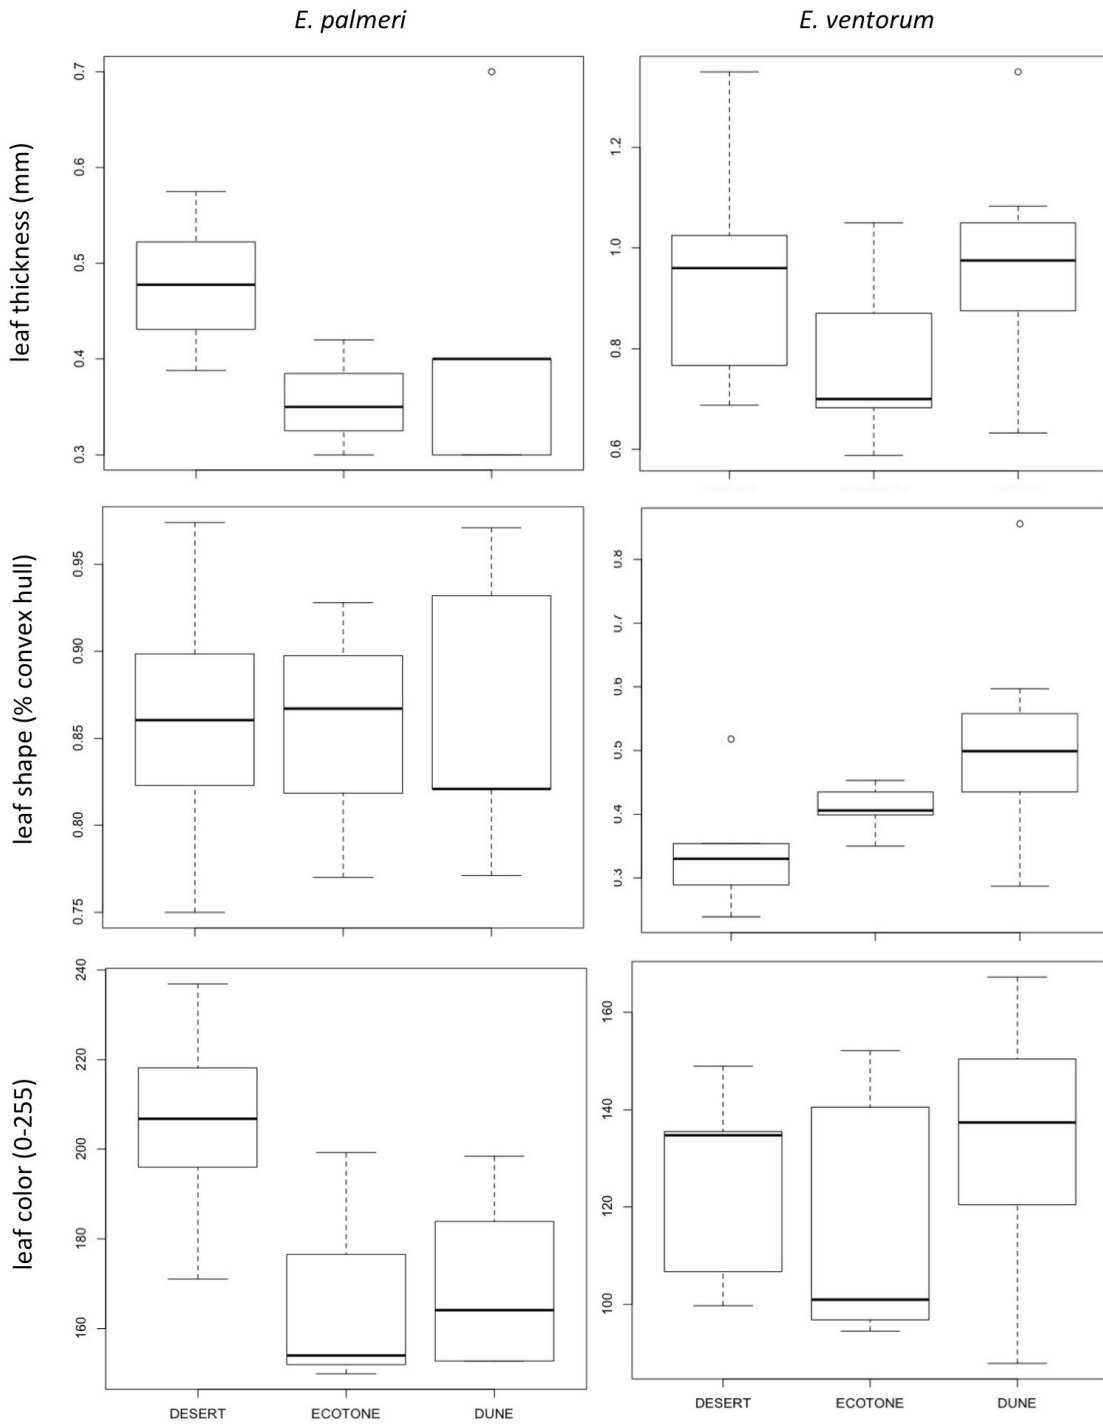 E. palmeri
E. ventorum
leaf thickness (mm)
0.7
0.6
0.5
0.4
0.3
1.2
1.0
0.8
0.6
leaf shape (% convex hull)
0.95
0.90
0.85
0.80
0.75
0.8
0.7
0.6
0.5
0.4
0.3
leaf color (0-255)
240
220
200
180
160
160
140
120
100
DESERT
ECOTONE
DUNE
DESERT
ECOTONE
DUNE